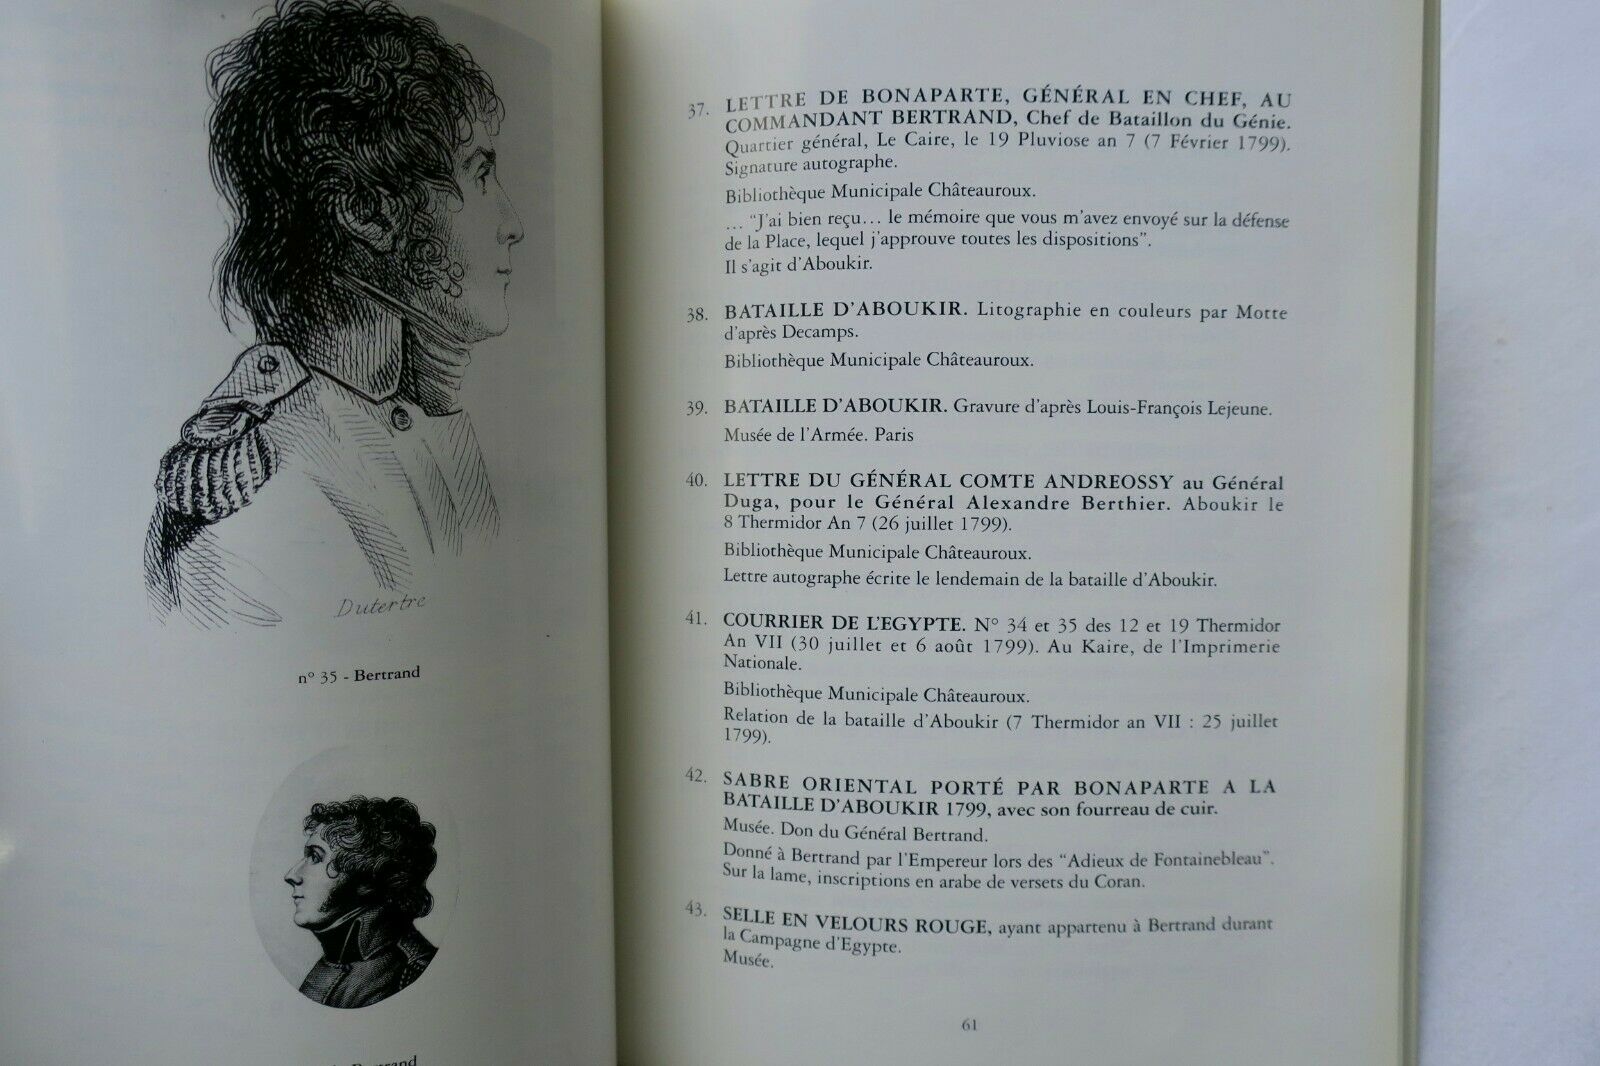 Dutertre
n° 35 - Bertrand
Bertrand
37. LETTRE DE BONAPARTE, GÉNÉRAL EN CHEF, AU
COMMANDANT BERTRAND, Chef de Bataillon du Génie.
Quartier général, Le Caire, le 19 Pluviose an 7 (7 Février 1799).
Signature autographe.
Bibliothèque Municipale Châteauroux.
... “J’ai bien reçu... le mémoire que vous m’avez envoyé sur la défense
de la Place, lequel j’approuve toutes les dispositions”.
Il s’agit d’Aboukir.
38. BATAILLE D’ABOUKIR. Litographie en couleurs par Motte
d’après Decamps.
Bibliothèque Municipale Châteauroux.
39. BATAILLE D’ABOUKIR. Gravure d’après Louis-François Lejeune.
Musée de l’Armée. Paris
40. LETTRE DU GÉNÉRAL COMTE ANDREOSSY au Général
Duga, pour le Général Alexandre Berthier. Aboukir le
8 Thermidor An 7 (26 juillet 1799).
Bibliothèque Municipale Châteauroux.
Lettre autographe écrite le lendemain de la bataille d’Aboukir.
41. COURRIER DE L’EGYPTE. N° 34 et 35 des 12 et 19 Thermidor
An VII (30 juillet et 6 août 1799). Au Kaire, de l’Imprimerie
Nationale.
Bibliothèque Municipale Châteauroux.
Relation de la bataille d’Aboukir (7 Thermidor an VII : 25 juillet
1799).
42. SABRE ORIENTAL PORTÉ PAR BONAPARTE A LA
BATAILLE D’ABOUKIR 1799, avec son fourreau de cuir.
Musée. Don du Général Bertrand.
Donné à Bertrand par l’Empereur lors des “Adieux de Fontainebleau”.
Sur la lame, inscriptions en arabe de versets du Coran.
43. SELLE EN VELOURS ROUGE, ayant appartenu à Bertrand durant
la Campagne d’Egypte.
Musée.
61